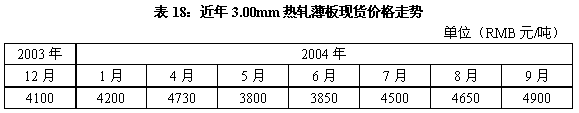 表 18：近年 3.00mm 热轧薄板现货价格走势
单位（RMB 元/吨）
2003 年 2004 年
12 月 1 月 4 月 5 月 6 月 7 月 8 月 9 月
4100 4200 4730 3800 3850 4500 4650 4900